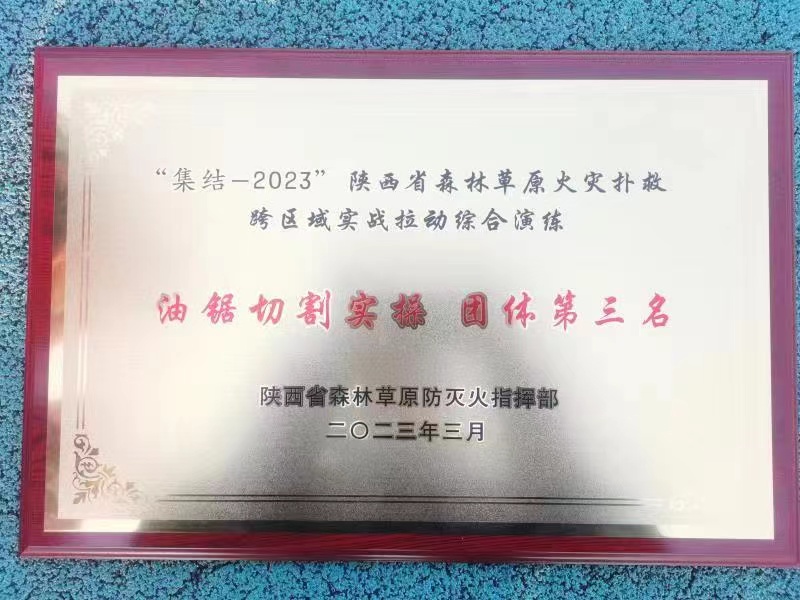 “集结-2023”陕西省森林草原火灾扑救
跨区域实战拉动综合演练
油锯切割实操 团体第三名
陕西省森林草原防灭火指挥部
二〇二三年三月